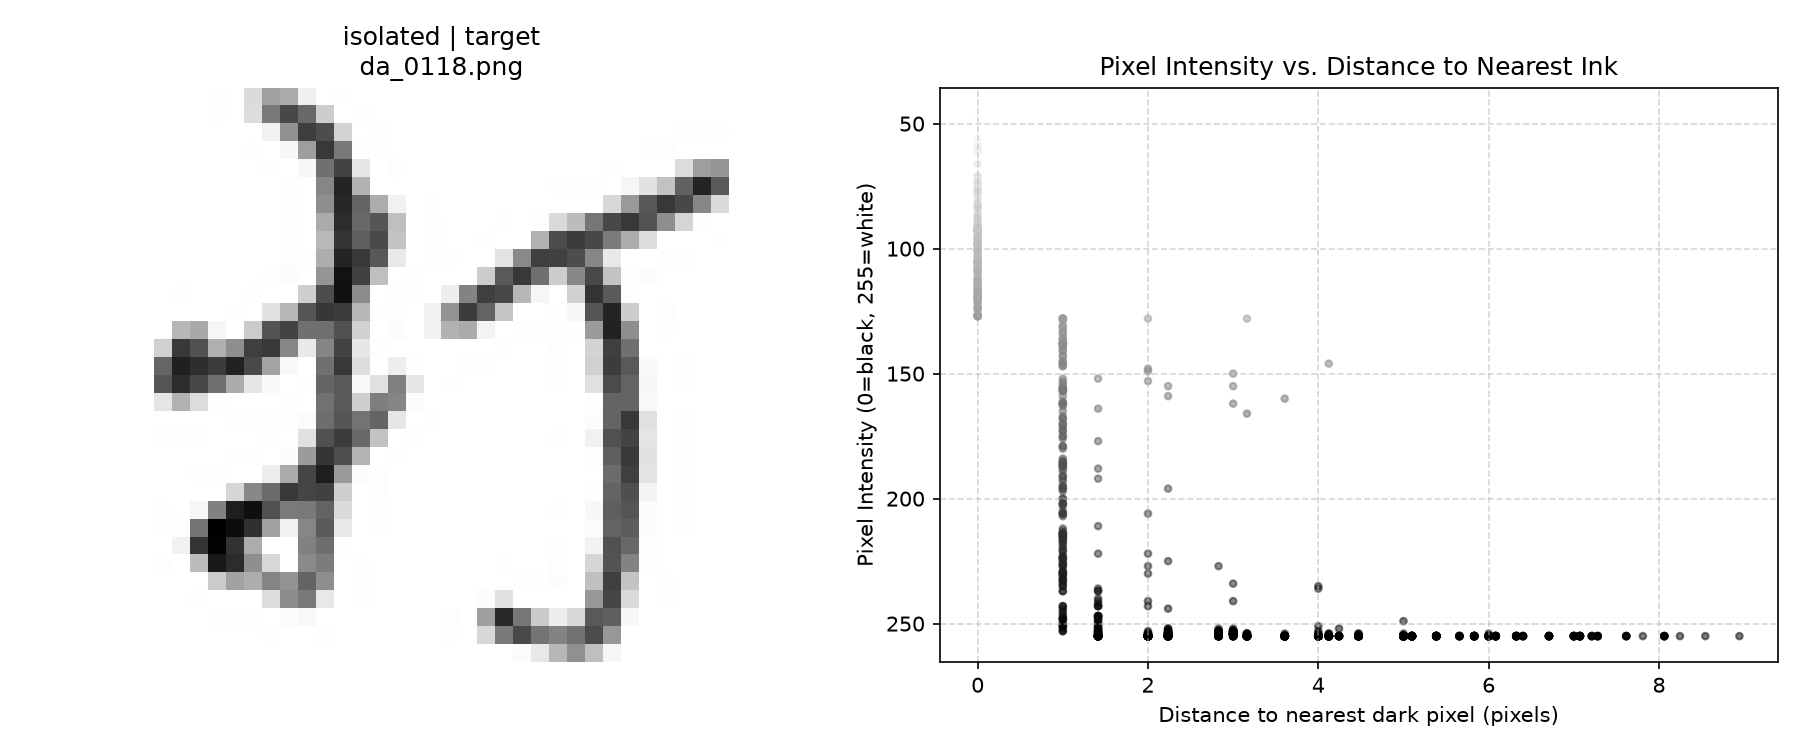 isolated | target
da_0118.png
打
Pixel Intensity vs. Distance to Nearest Ink
Pixel Intensity (0=black, 255=white)
50
100
150
200
250
0 2 4 6 8
Distance to nearest dark pixel (pixels)